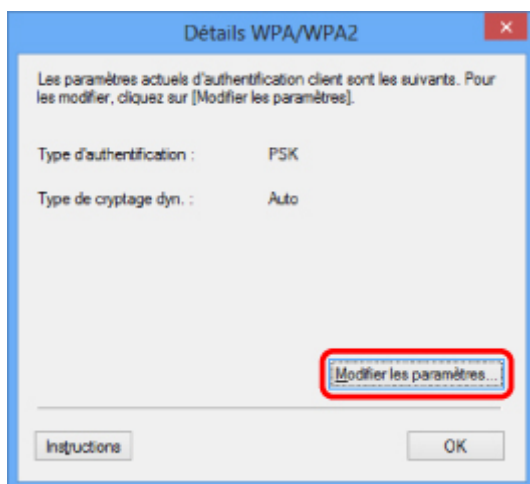 Détails WPA/WPA2
Les paramètres actuels d'authentification client sont les suivants. Pour
les modifier, cliquez sur [Modifier les paramètres].
Type d'authentification : PSK
Type de cryptage dyn. : Auto
Modifier les paramètres...
Instructions OK